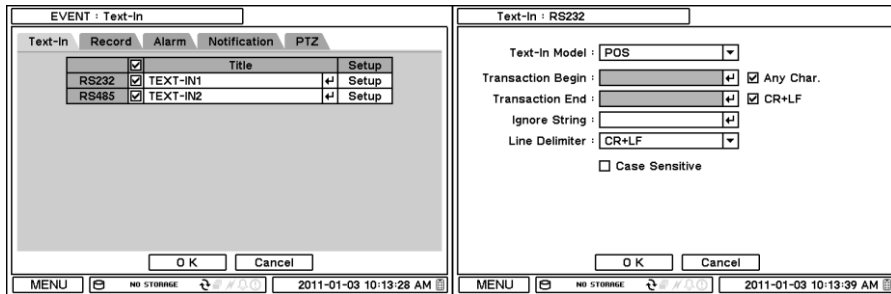 EVENT : Text-In
Text-In Record Alarm Notification PTZ
Title Setup
RS232 TEXT-IN1 Setup
RS485 TEXT-IN2 Setup
OK Cancel
MENU NO STORAGE 2011-01-03 10:13:28 AM
Text-In : RS232
Text-In Model : POS
Transaction Begin : Any Char.
Transaction End : CR+LF
Ignore String :
Line Delimiter : CR+LF
Case Sensitive
OK Cancel
MENU NO STORAGE 2011-01-03 10:13:39 AM